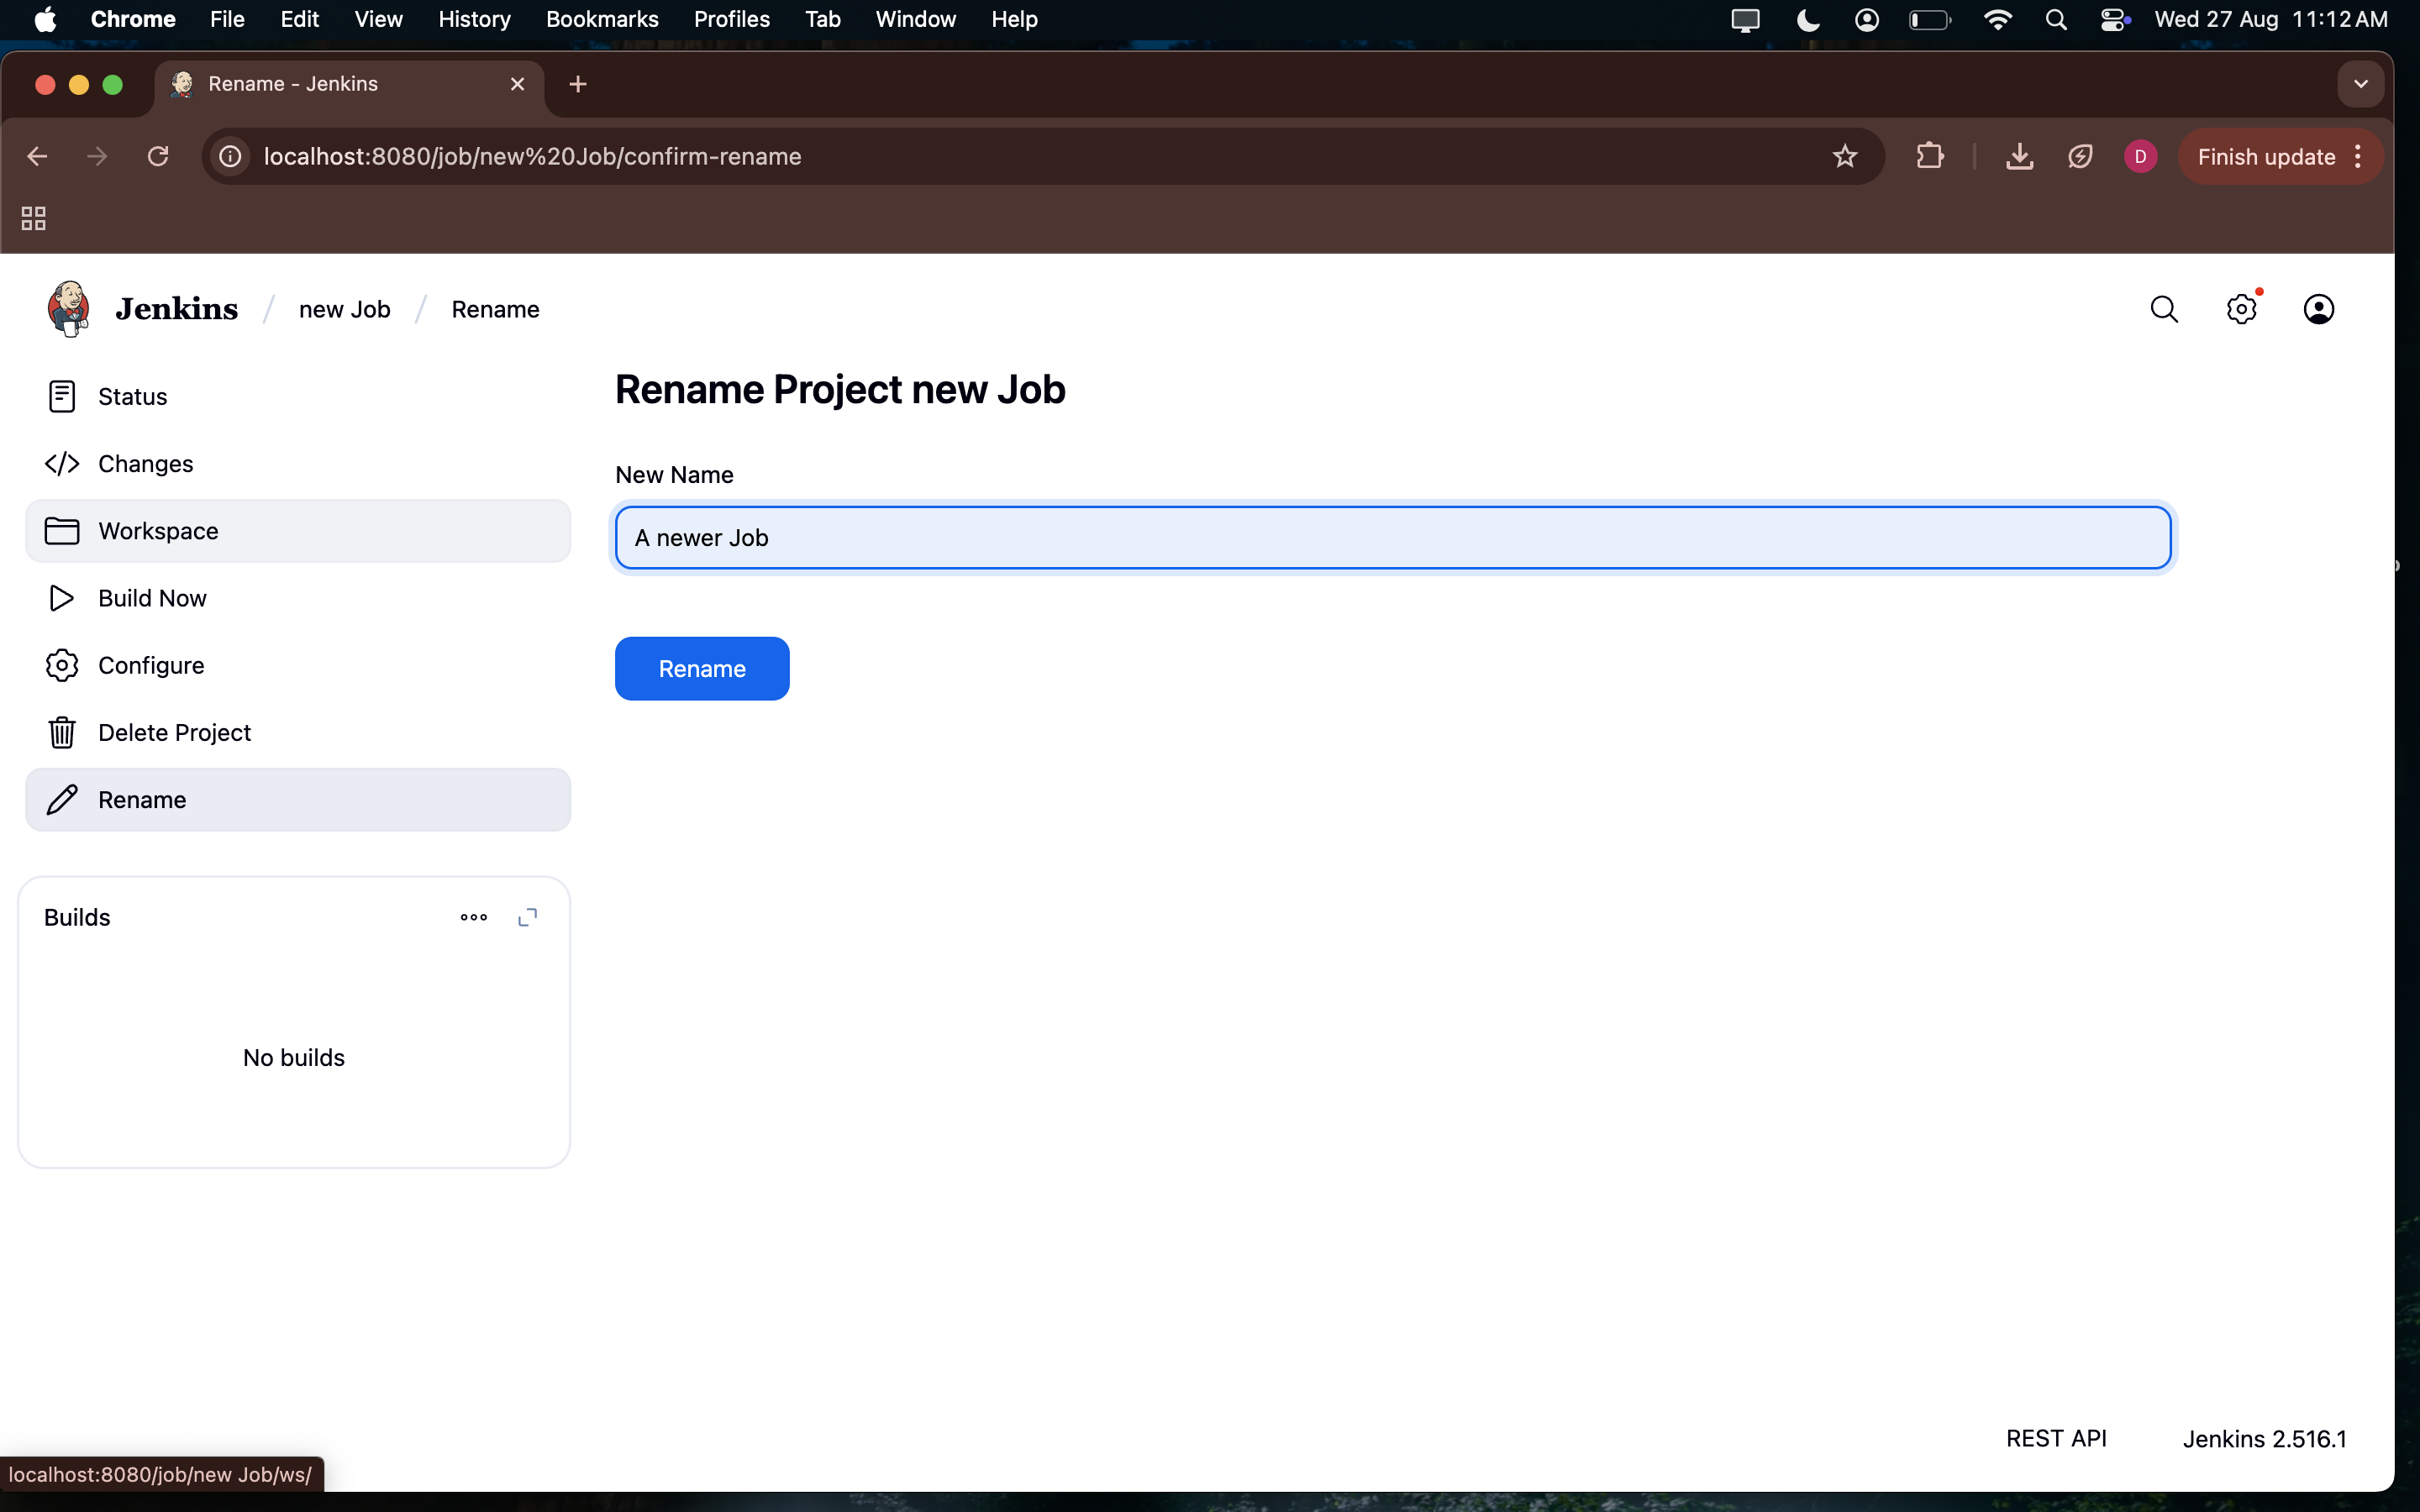 Chrome File Edit View History Bookmarks Profiles Tab Window Help Wed 27 Aug 11:12 AM
Rename - Jenkins
localhost:8080/job/new%20Job/confirm-rename D Finish update
Jenkins / new Job / Rename
Status
Changes
Workspace
Build Now
Configure
Delete Project
Rename
Builds
No builds
Rename Project new Job
New Name
A newer Job
Rename
REST API Jenkins 2.516.1
localhost:8080/job/new Job/ws/